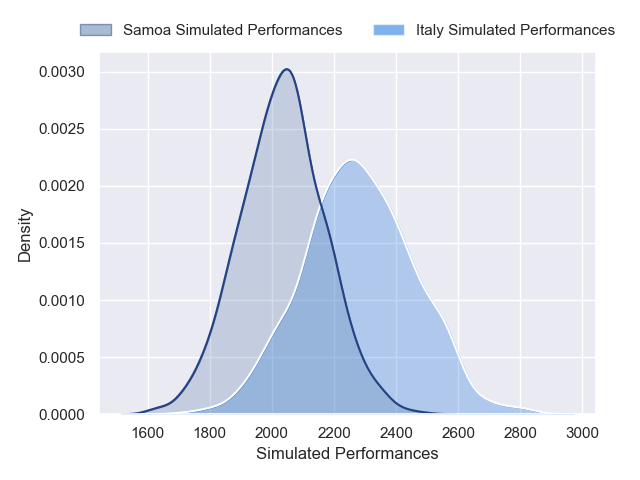 Samoa Simulated Performances
Italy Simulated Performances
0.0030
0.0025
0.0020
0.0015
0.0010
0.0005
0.0000
Density
1600 1800 2000 2200 2400 2600 2800 3000
Simulated Performances